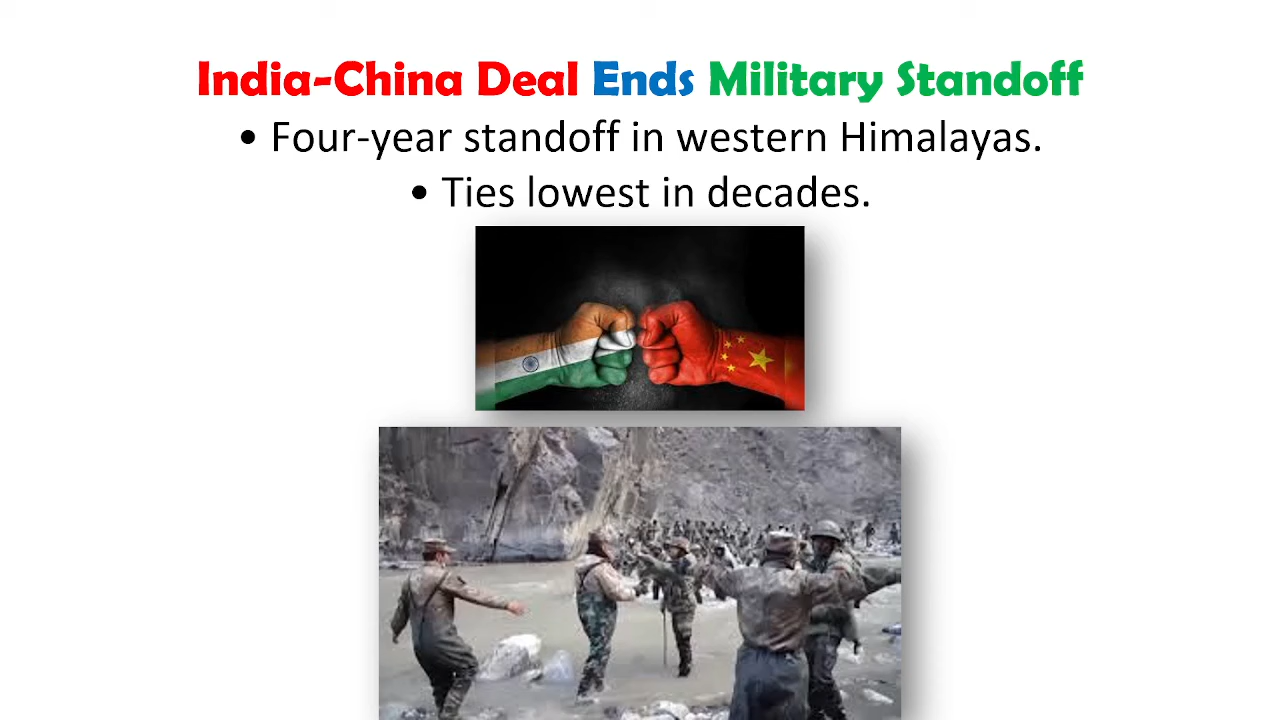 India-China Deal Ends Military Standoff
• Four-year standoff in western Himalayas.
• Ties lowest in decades.